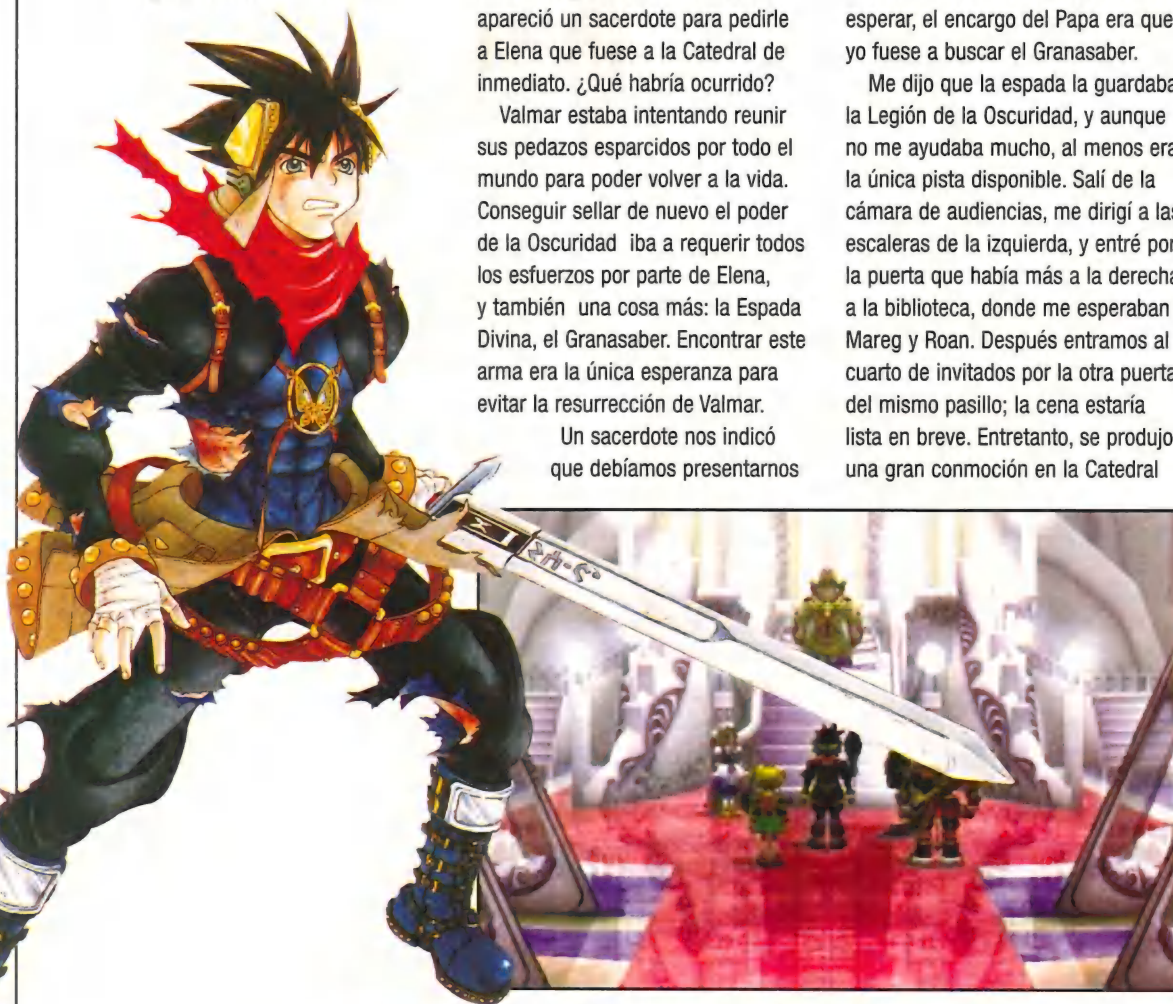 apareció un sacerdote para pedirle
a Elena que fuese a la Catedral de
inmediato. ¿Qué habría ocurrido?
Valmar estaba intentando reunir
sus pedazos esparcidos por todo el
mundo para poder volver a la vida.
Conseguir sellar de nuevo el poder
de la Oscuridad iba a requerir todos
los esfuerzos por parte de Elena,
y también una cosa más: la Espada
Divina, el Granasaber. Encontrar este
arma era la única esperanza para
evitar la resurrección de Valmar.
Un sacerdote nos indicó
que debíamos presentarnos
esperar, el encargo del Papa era que
yo fuese a buscar el Granasaber.
Me dijo que la espada la guardaba
la Legión de la Oscuridad, y aunque
no me ayudaba mucho, al menos era
la única pista disponible. Salí de la
cámara de audiencias, me dirigí a las
escaleras de la izquierda, y entré por
la puerta que había más a la derecha
a la biblioteca, donde me esperaban
Mareg y Roan. Después entramos al
cuarto de invitados por la otra puerta
del mismo pasillo; la cena estaría
lista en breve. Entretanto, se produjo
una gran conmoción en la Catedral